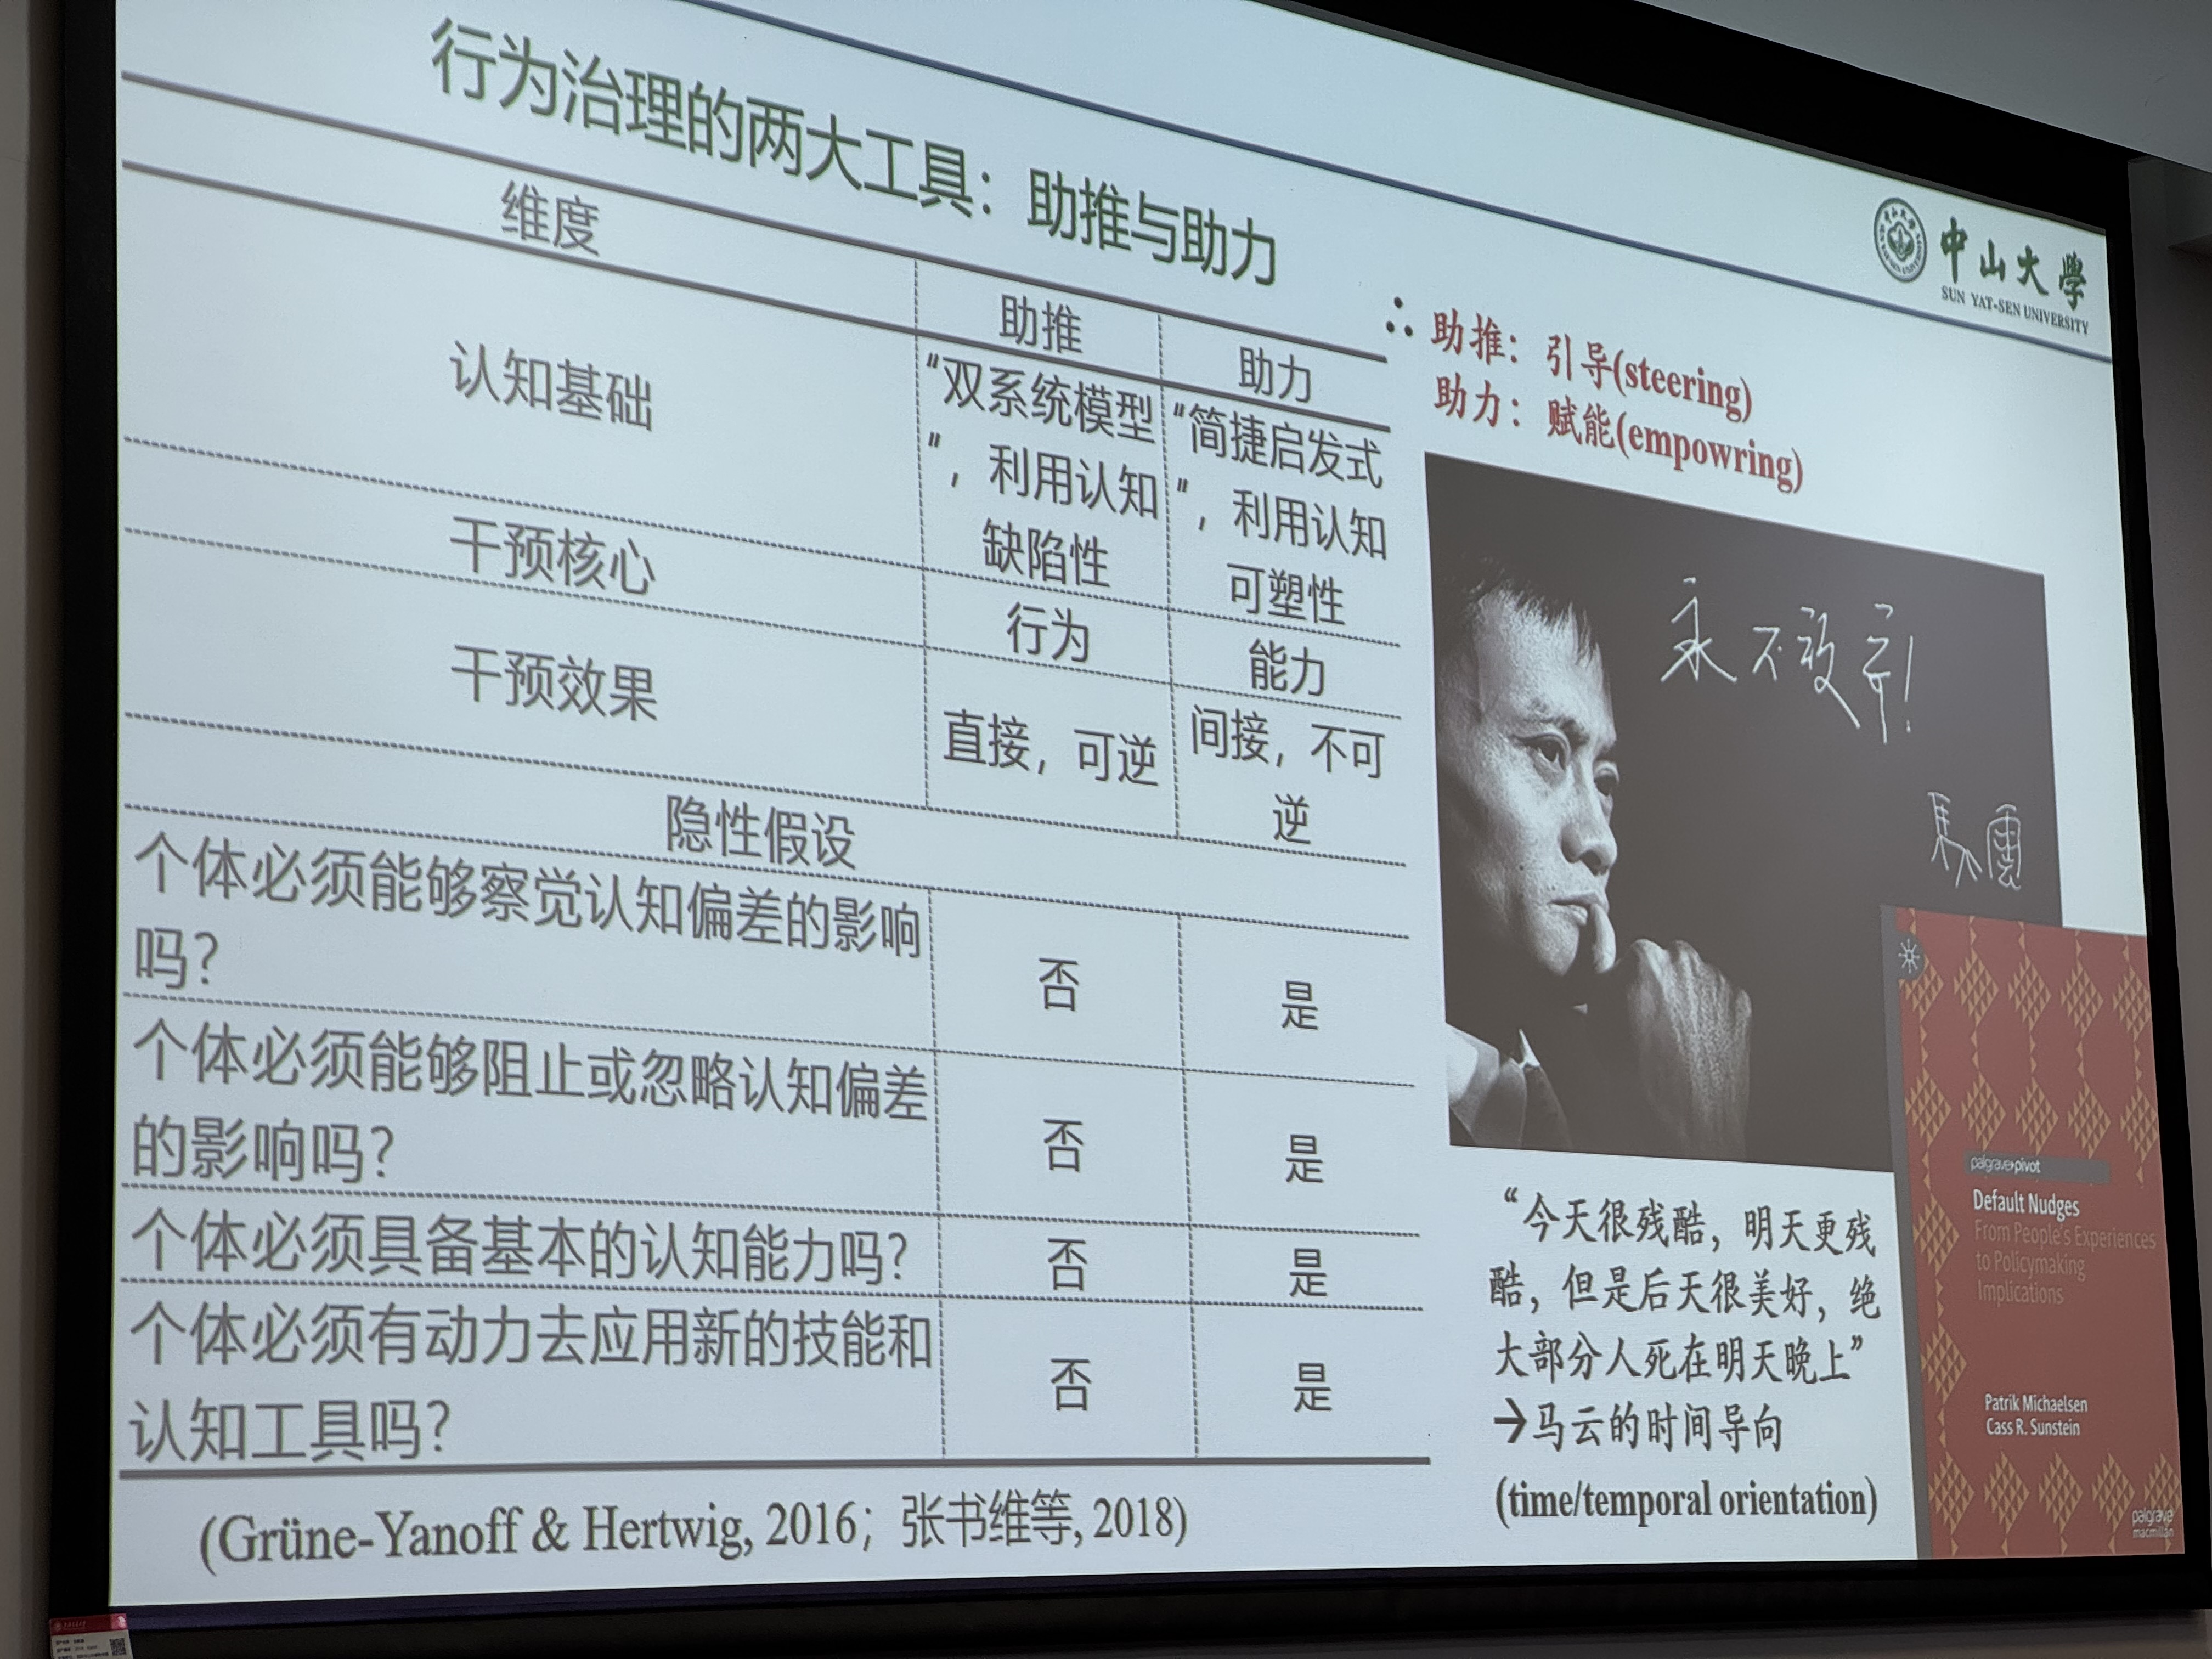 行为治理的两大工具：助推与助力
中山大學
SUN YAT-SEN UNIVERSITY
维度
助推
助力
认知基础
“双系统模型
”，利用认知
缺陷性
“简捷启发式
”，利用认知
可塑性
干预核心
行为
能力
干预效果
直接，可逆
间接，不可
逆
隐性假设
个体必须能够察觉认知偏差的影响
吗？
否
是
个体必须能够阻止或忽略认知偏差
的影响吗？
否
是
个体必须具备基本的认知能力吗？
否
是
个体必须有动力去应用新的技能和
认知工具吗？
否
是
(Grüne-Yanoff & Hertwig, 2016；张书维等, 2018)
∴ 助推：引导(steering)
助力：赋能(empowring)
永不放弃！
馬雲
“今天很残酷，明天更残
酷，但是后天很美好，绝
大部分人死在明天晚上”
→马云的时间导向
(time/temporal orientation)
palgrave pivot
Default Nudges
From People's Experiences
to Policymaking
Implications
Patrik Michaelsen
Cass R. Sunstein
palgrave
macmillan